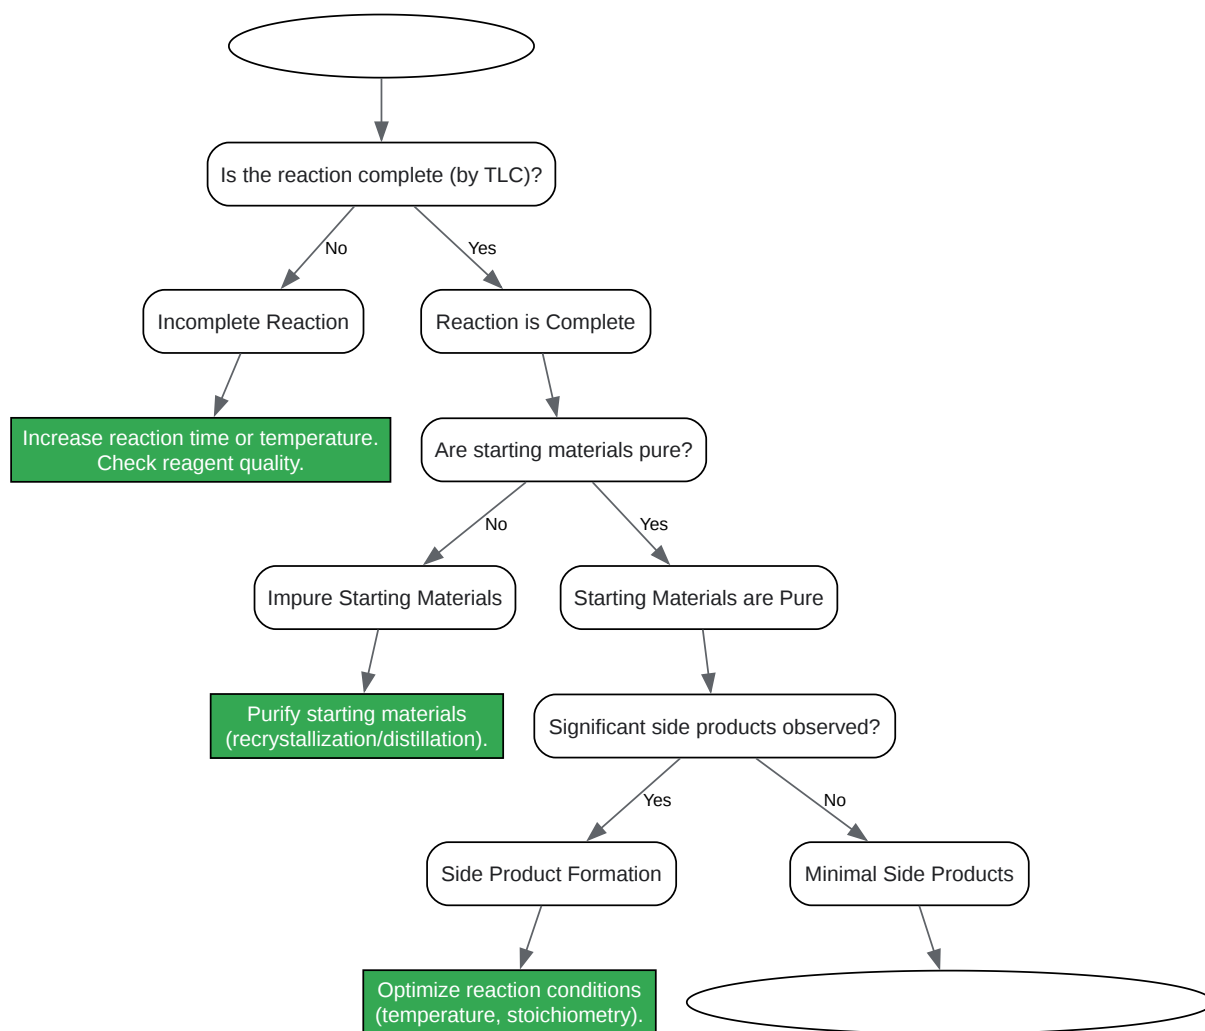 Is the reaction complete (by TLC)?
No
Yes
Incomplete Reaction
Reaction is Complete
Increase reaction time or temperature.
Check reagent quality.
Are starting materials pure?
No
Yes
Impure Starting Materials
Starting Materials are Pure
Purify starting materials
(recrystallization/distillation).
Significant side products observed?
Yes
No
Side Product Formation
Minimal Side Products
Optimize reaction conditions
(temperature, stoichiometry).